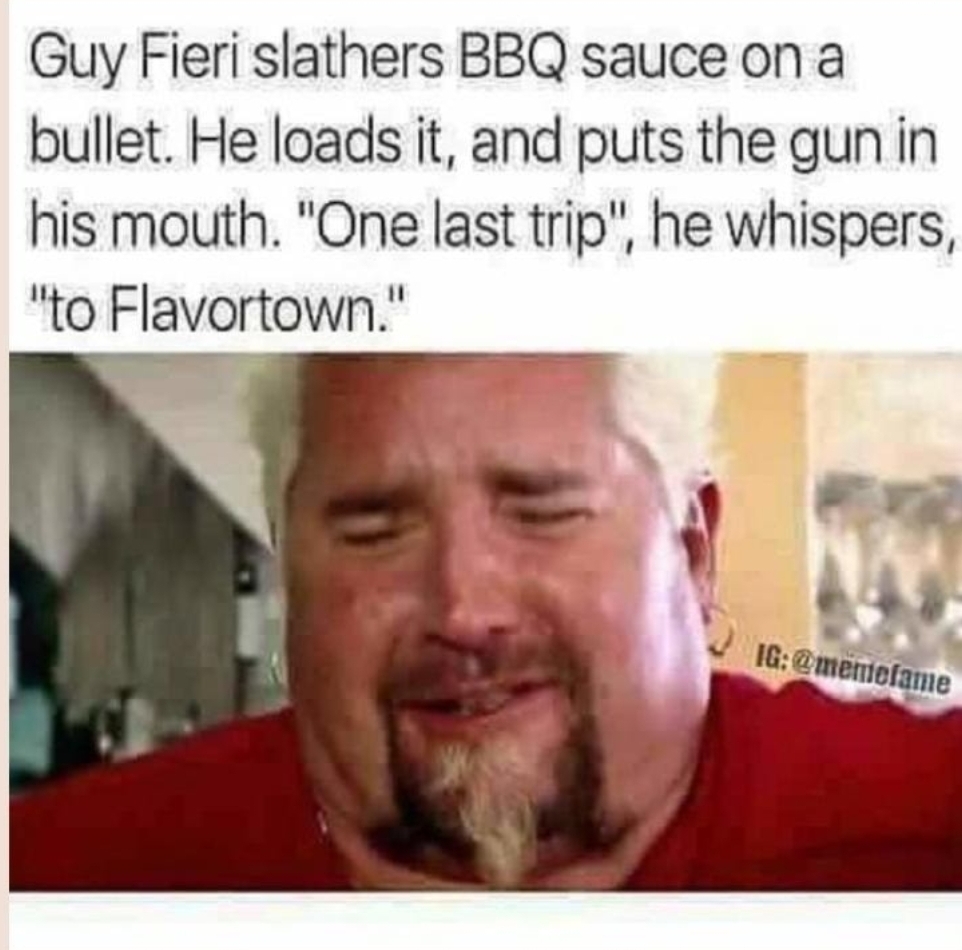 Guy Fieri slathers BBQ sauce on a
bullet. He loads it, and puts the gun in
his mouth. "One last trip", he whispers,
"to Flavortown."
IG: @memefame